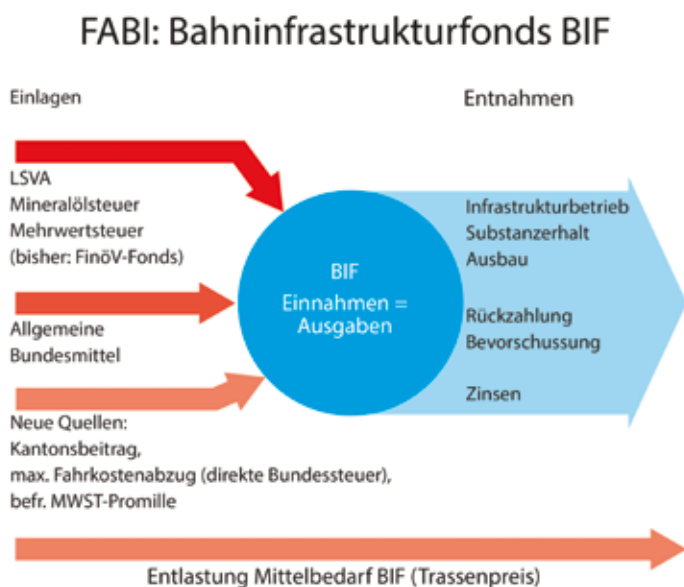 FABI: Bahninfrastrukturfonds BIF
Einlagen
Entnahmen
LSVA
Mineralölsteuer
Mehrwertsteuer
(bisher: FinöV-Fonds)
Allgemeine
Bundesmittel
Neue Quellen:
Kantonsbeitrag,
max. Fahrkostenabzug (direkte Bundessteuer),
befr. MWST-Promille
BIF
Einnahmen =
Ausgaben
Infrastrukturbetrieb
Substanzerhalt
Ausbau
Rückzahlung
Bevorschussung
Zinsen
Entlastung Mittelbedarf BIF (Trassenpreis)